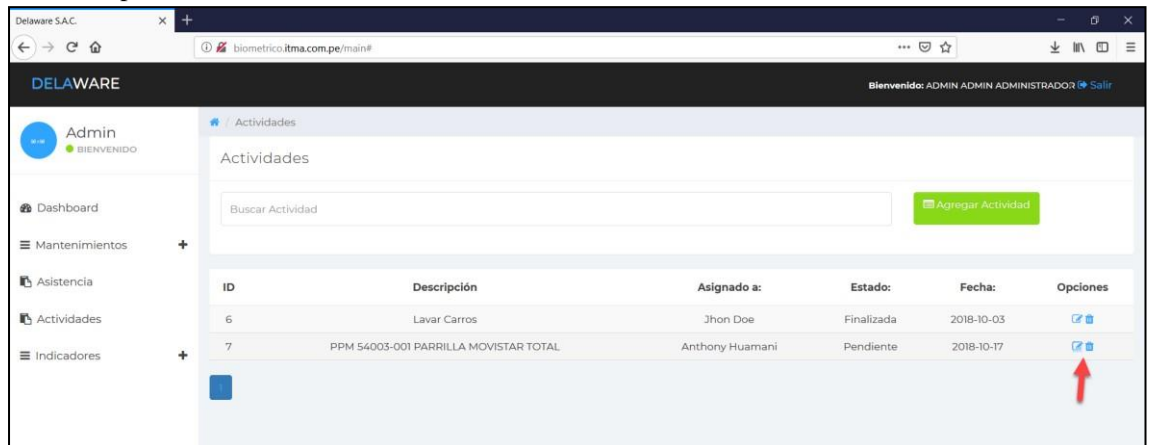 Delaware S.A.C.
biometrico.itma.com.pe/main#
DELAWARE
Bienvenido: ADMIN ADMIN ADMINISTRADOR Salir
Admin
BIENVENIDO
/ Actividades
Actividades
Dashboard
Buscar Actividad
Agregar Actividad
Mantenimientos
Asistencia
Actividades
Indicadores
ID Descripción Asignado a: Estado: Fecha: Opciones
6 Lavar Carros Jhon Doe Finalizada 2018-10-03
7 PPM 54003-001 PARRILLA MOVISTAR TOTAL Anthony Huamani Pendiente 2018-10-17